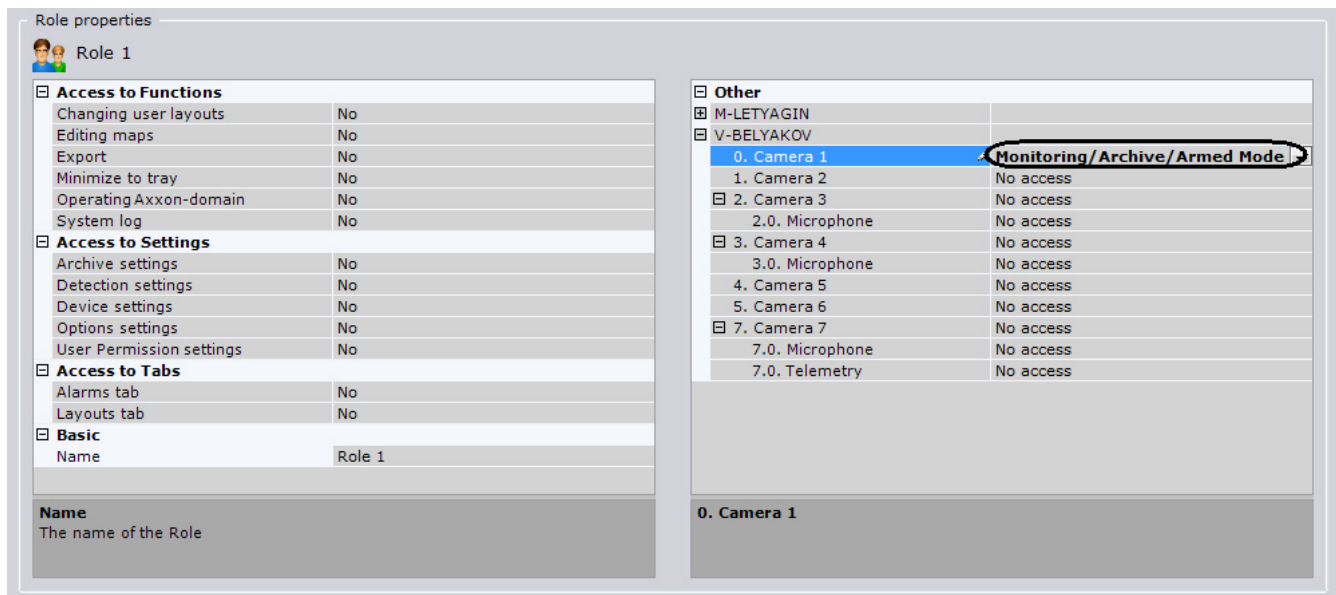 Role properties
Role 1
Access to Functions
Changing user layouts No
Editing maps No
Export No
Minimize to tray No
Operating Axxon-domain No
System log No
Access to Settings
Archive settings No
Detection settings No
Device settings No
Options settings No
User Permission settings No
Access to Tabs
Alarms tab No
Layouts tab No
Basic
Name Role 1
Name
The name of the Role
Other
M-LETYAGIN
V-BELYAKOV
0. Camera 1 Monitoring/Archive/Armed Mode
1. Camera 2 No access
2. Camera 3 No access
2.0. Microphone No access
3. Camera 4 No access
3.0. Microphone No access
4. Camera 5 No access
5. Camera 6 No access
7. Camera 7 No access
7.0. Microphone No access
7.0. Telemetry No access
0. Camera 1